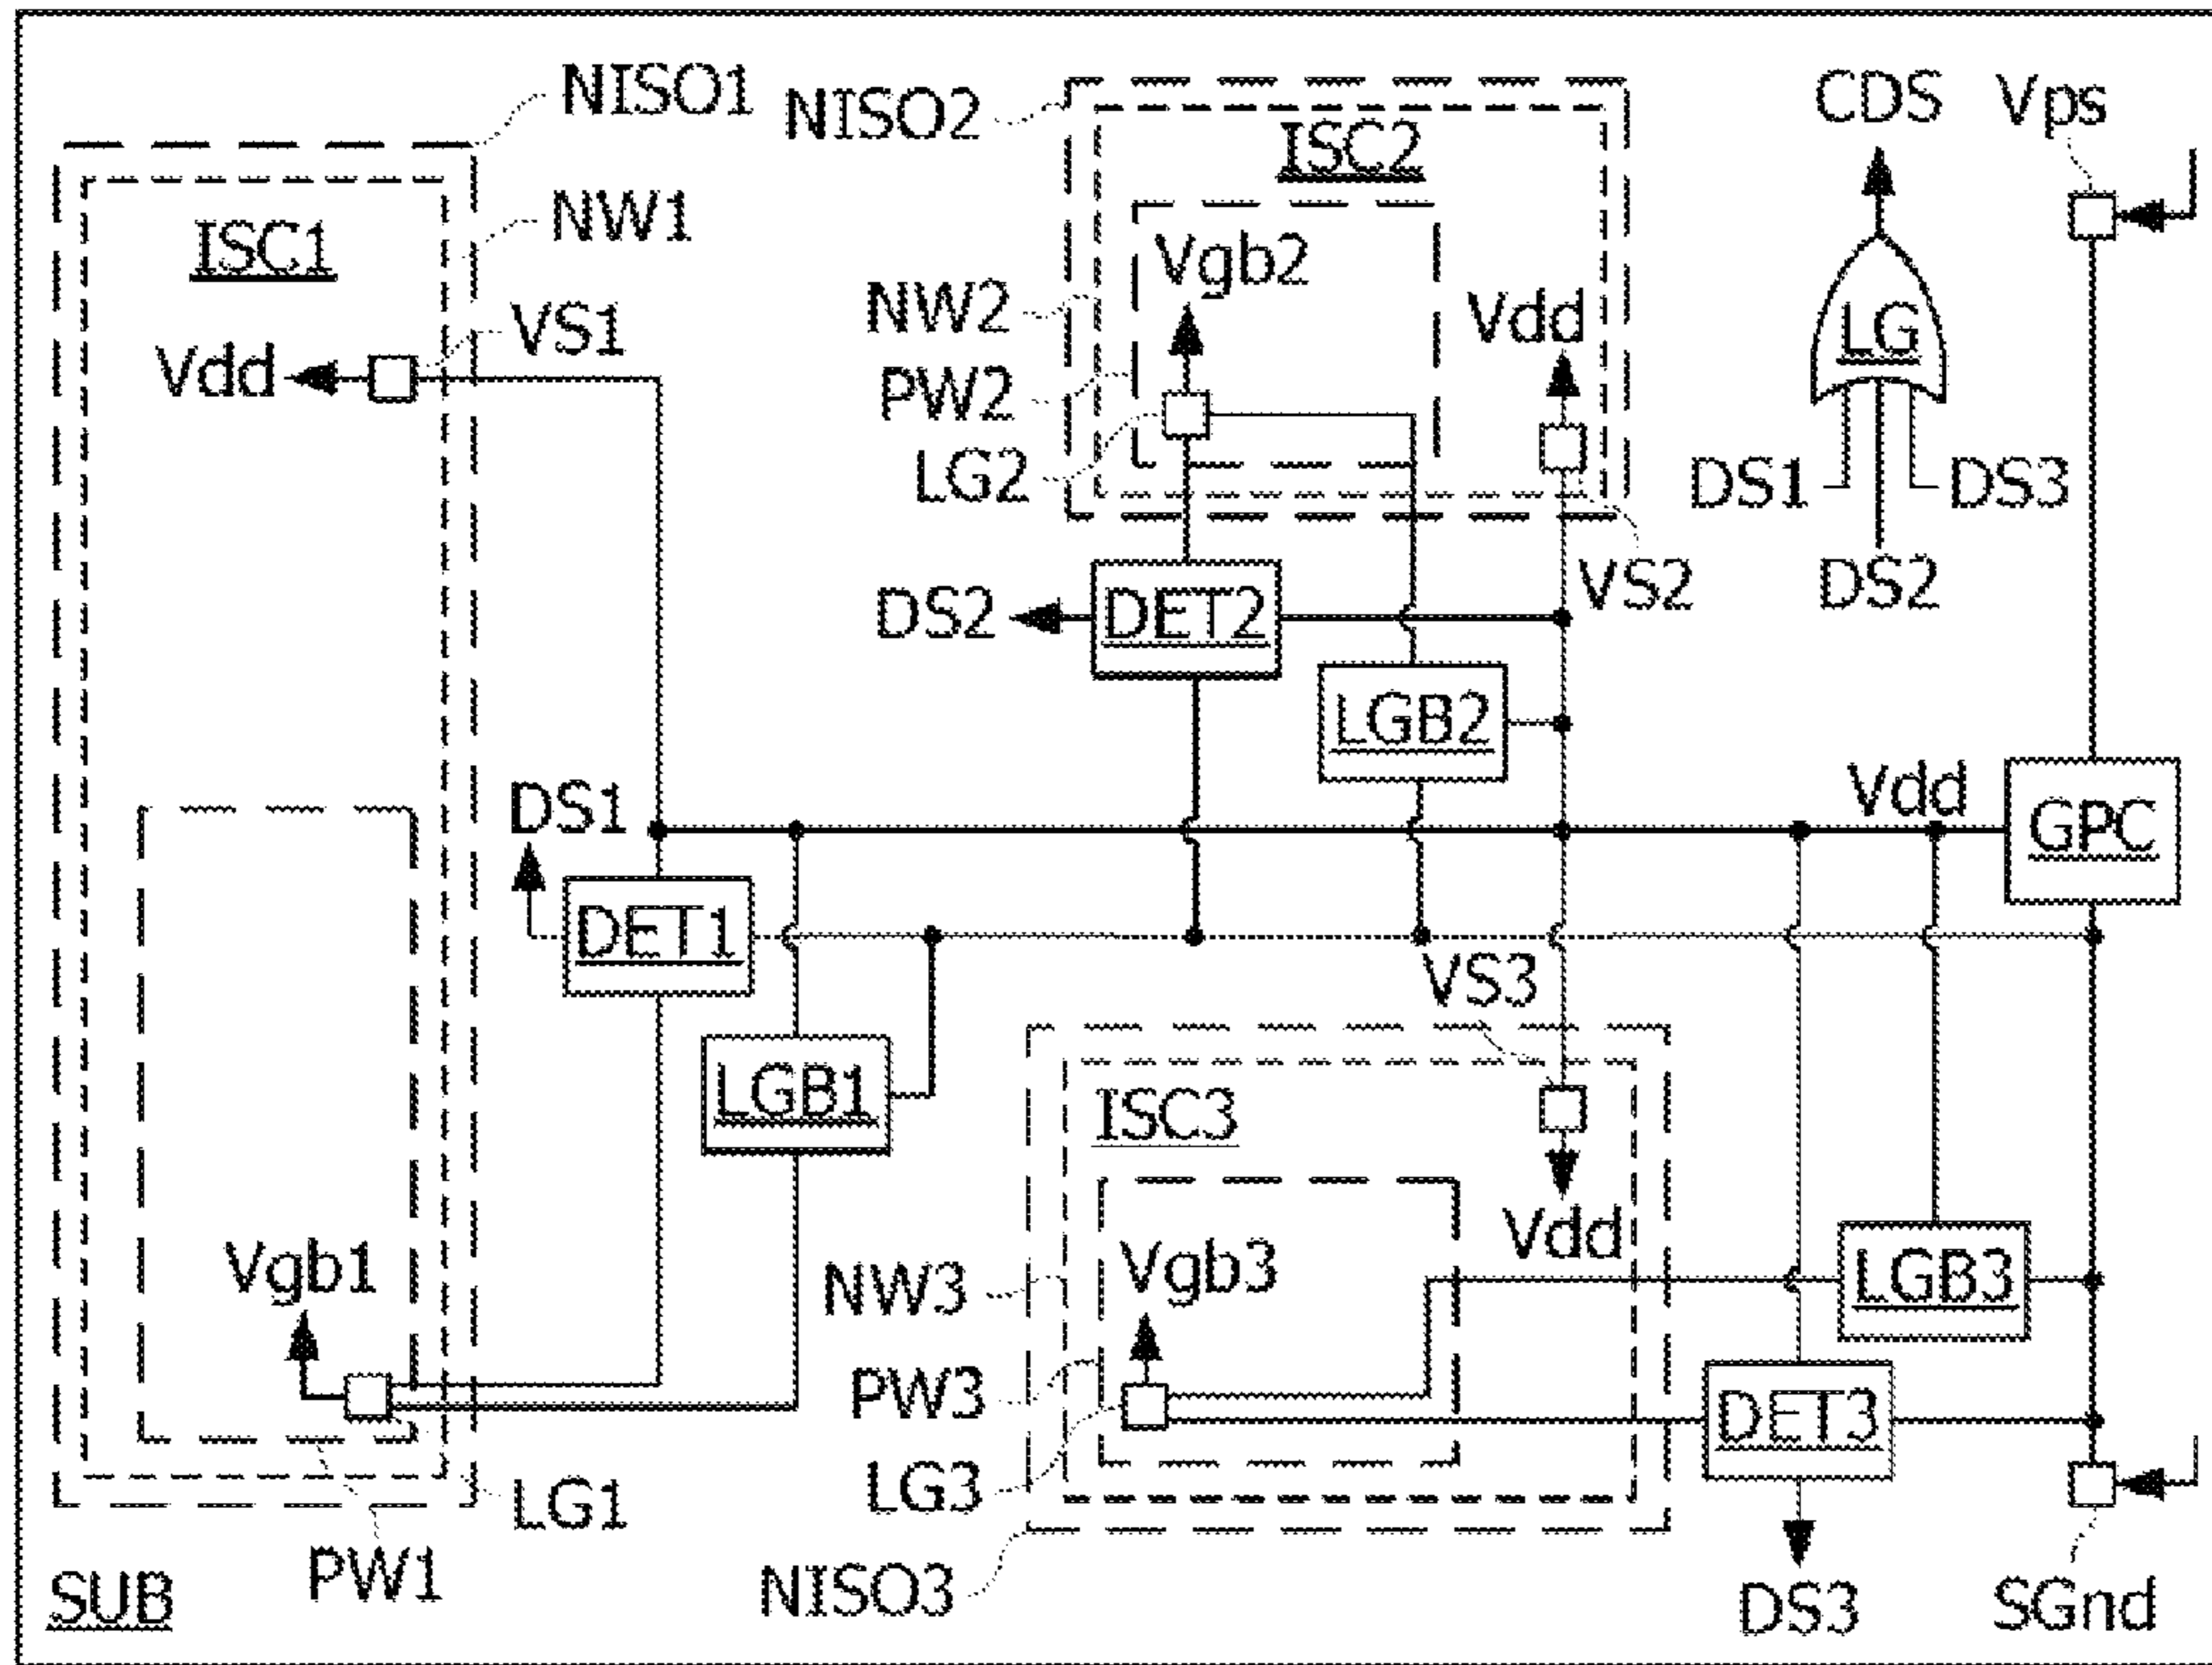 NISO1
NISO2
CDS
Vps
ISC2
ISC1
NW1
Vgb2
NW2
Vdd
LG
VS1
Vdd
PW2
LG2
DS1
DS3
DS2
VS2
DS2
DET2
LGB2
DS1
Vdd
GPC
DET1
VS3
LGB1
ISC3
Vdd
Vgb1
Vgb3
NW3
LGB3
PW3
DET3
LG3
LG1
PW1
NISO3
SUB
DS3
SGnd